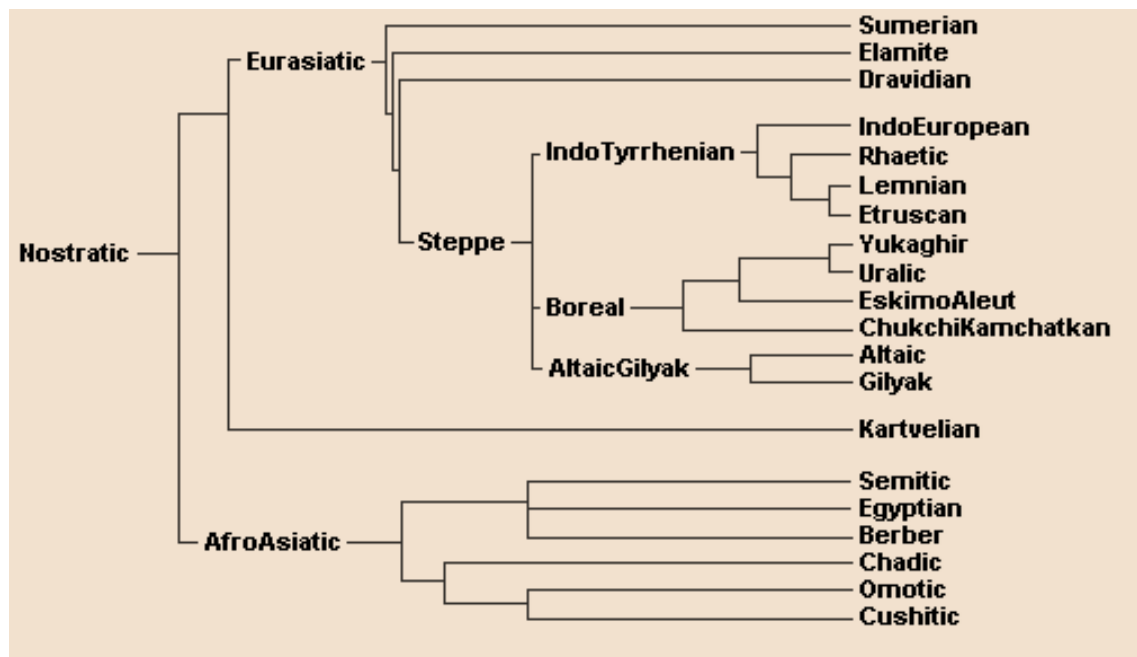 Sumerian
Eurasiatic
Elamite
Dravidian
IndoEuropean
IndoTyrrhenian
Rhaetic
Lemnian
Etruscan
Steppe
Yukaghir
Nostratic
Uralic
EskimoAleut
Boreal
ChukchiKamchatkan
Altaic
AltaicGilyak
Gilyak
Kartvelian
Semitic
Egyptian
Berber
AfroAsiatic
Chadic
Omotic
Cushitic